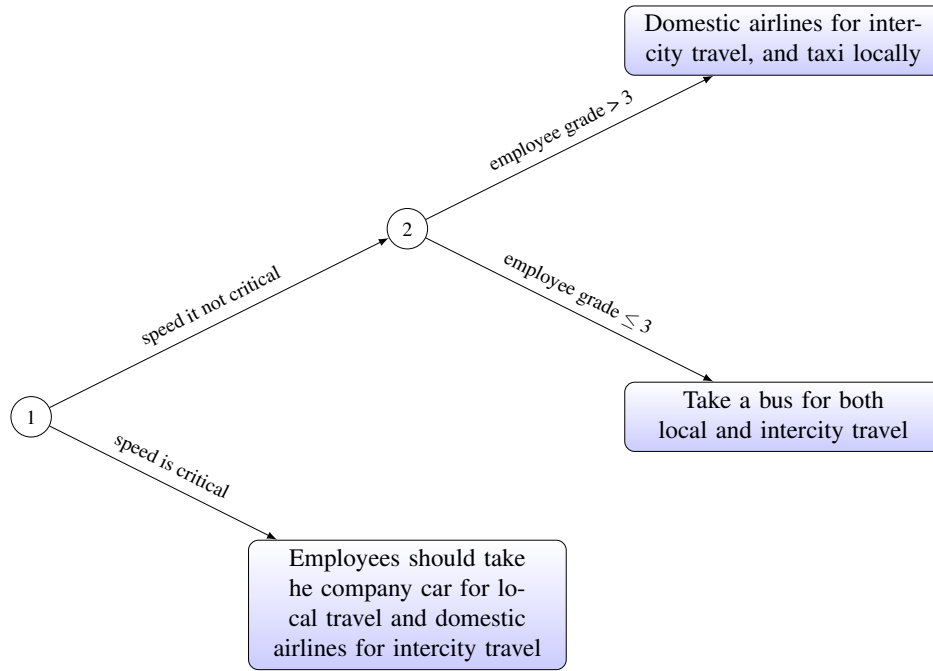 Domestic airlines for inter-
city travel, and taxi locally
employee grade > 3
2
employee grade ≤ 3
speed it not critical
Take a bus for both
local and intercity travel
1
speed is critical
Employees should take
he company car for lo-
cal travel and domestic
airlines for intercity travel